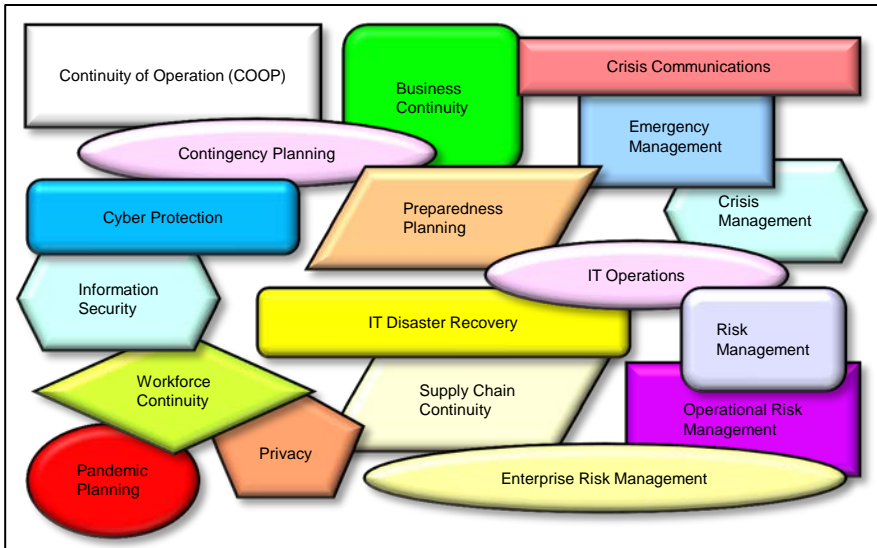 Continuity of Operation (COOP)
Business
Continuity
Crisis Communications
Emergency
Management
Contingency Planning
Cyber Protection
Preparedness
Planning
Crisis
Management
Information
Security
IT Operations
IT Disaster Recovery
Risk
Management
Workforce
Continuity
Supply Chain
Continuity
Operational Risk
Management
Privacy
Pandemic
Planning
Enterprise Risk Management